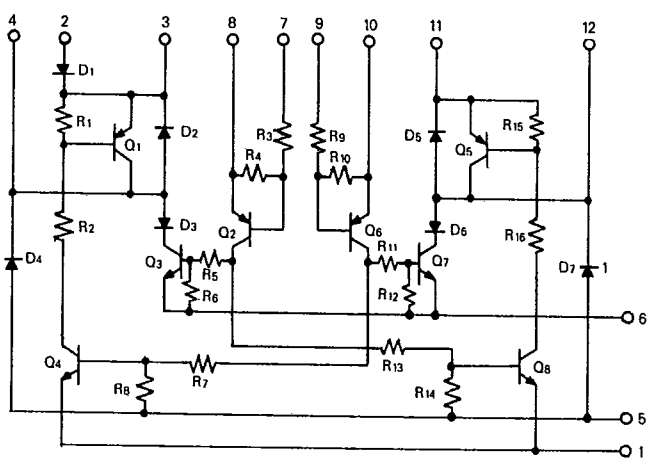 4 2 3 8 7 9 10 11 12
D1
R1 Q1 D2 R3 R9 D5 Q5 R15
R4 R10
R2 D3 Q2 Q6 D6 R16
D4 Q3 R5 R11 Q7 D7 1
R6 R12
6
Q4 R7 R13 Q8
R8 R14
5
1